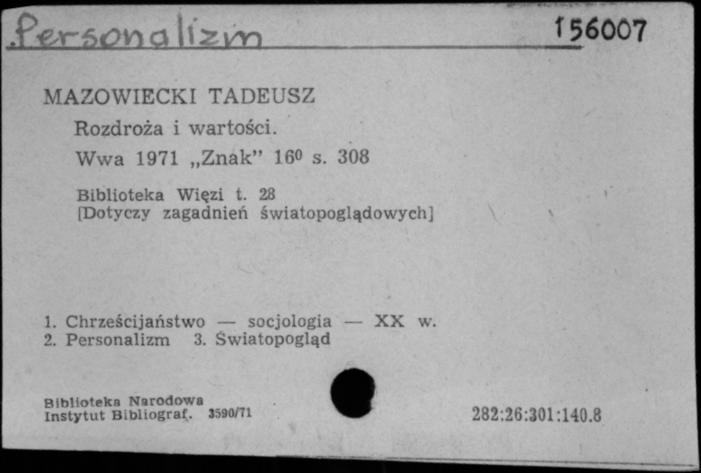 Personalizm
156007
MAZOWIECKI TADEUSZ
Rozdroża i wartości.
Wwa 1971 „Znak” 16⁰ s. 308
Biblioteka Więzi t. 28
[Dotyczy zagadnień światopoglądowych]
1. Chrześcijaństwo — socjologia — XX w.
2. Personalizm 3. Światopogląd
Biblioteka Narodowa
Instytut Bibliograf. 3590/71
282:26:301:140.8